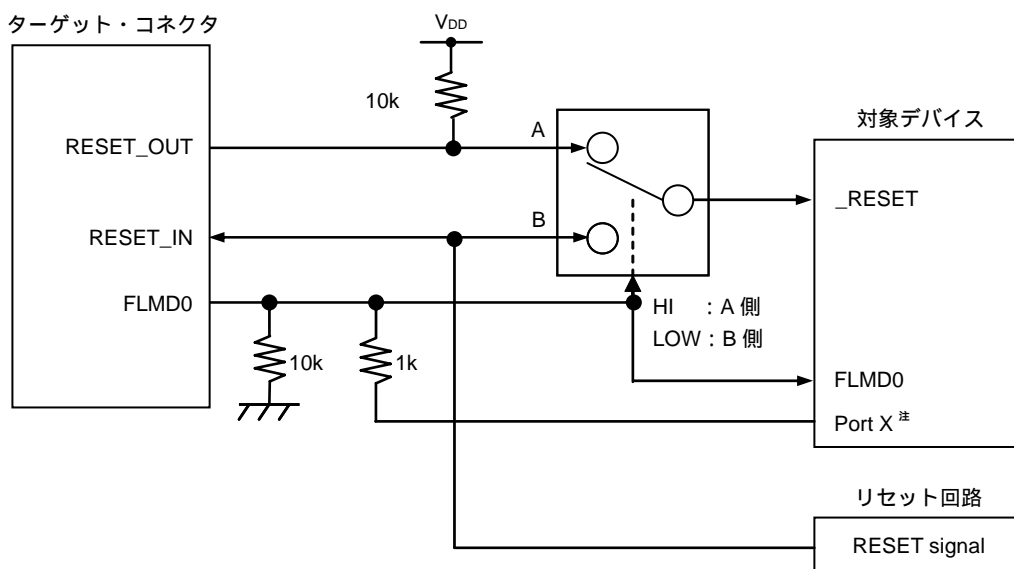 ターゲット・コネクタ
VDD
10k
対象デバイス
RESET_OUT
A
_RESET
RESET_IN
B
FLMD0
HI : A 側
LOW : B 側
10k
1k
FLMD0
Port X 注
リセット回路
RESET signal